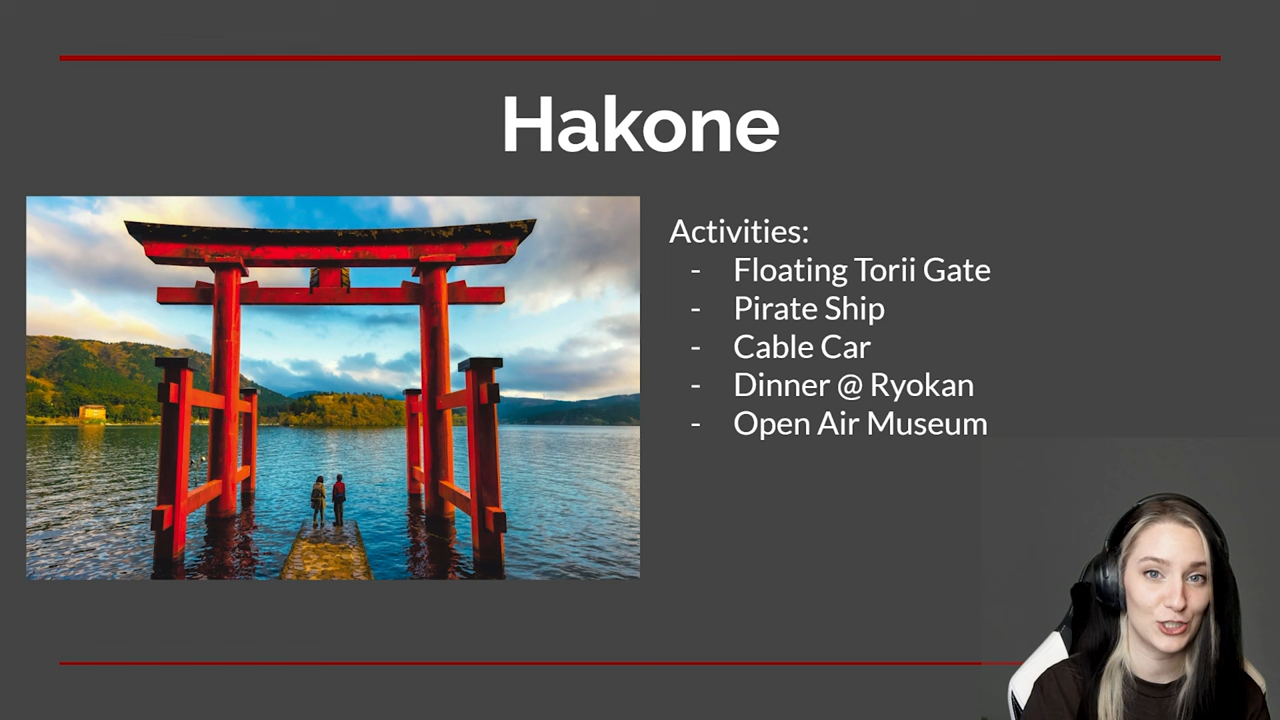 Hakone
Activities:
- Floating Torii Gate
- Pirate Ship
- Cable Car
- Dinner @ Ryokan
- Open Air Museum